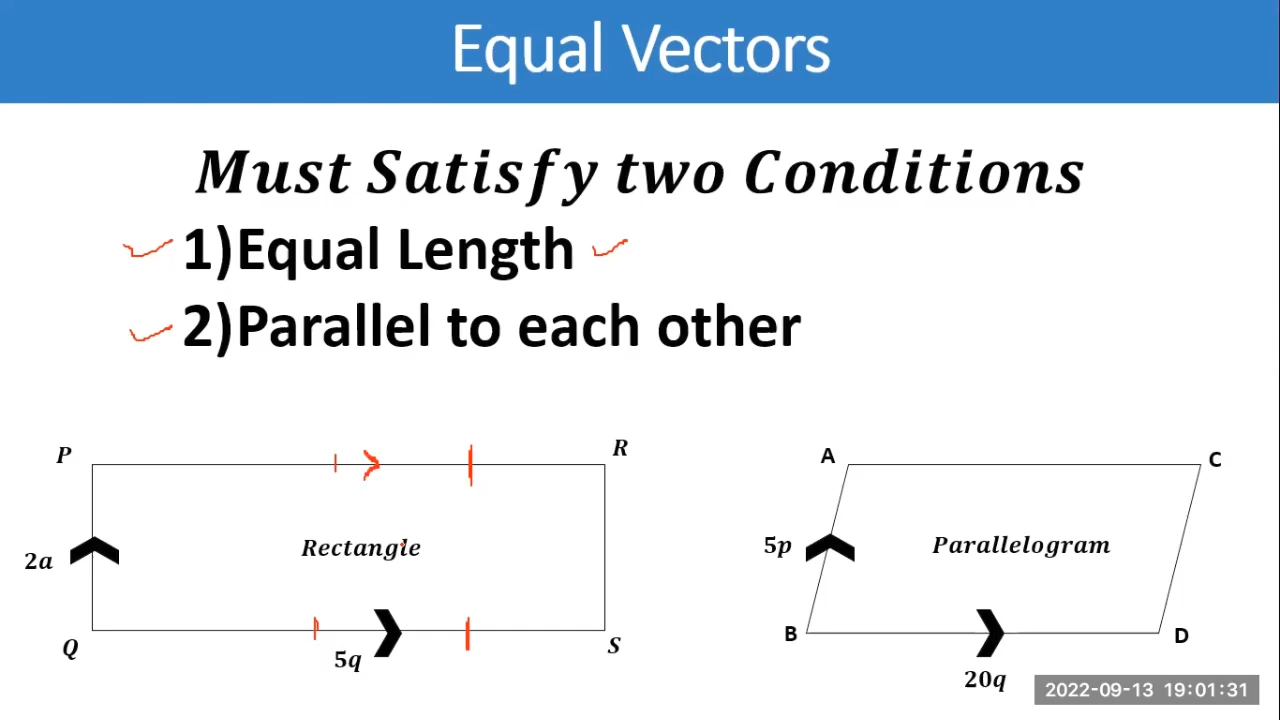 Equal Vectors
Must Satisfy two Conditions
1)Equal Length
2)Parallel to each other
P
R
A
C
2a
Rectangle
5p
Parallelogram
Q
S
B
D
5q
20q
2022-09-13 19:01:31